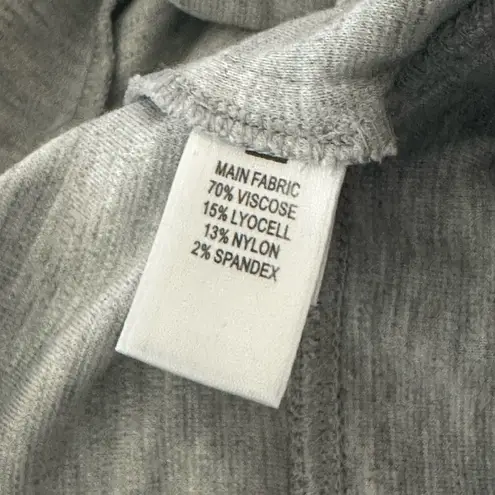 MAIN FABRIC
70% VISCOSE
15% LYOCELL
13% NYLON
2% SPANDEX